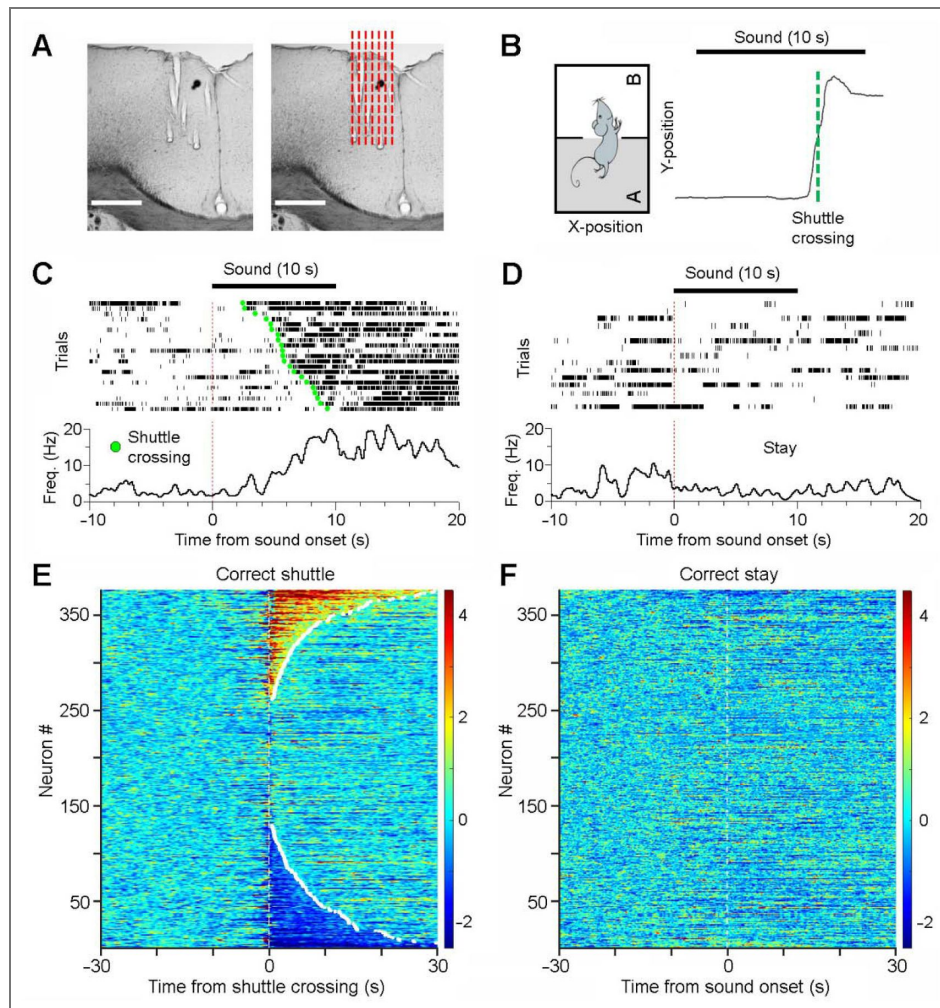 A
B
Sound (10 s)
B
A
Y-position
X-position
Shuttle
crossing
C
Sound (10 s)
Trials
Freq. (Hz)
20
10
0
Shuttle
crossing
-10
0
10
20
Time from sound onset (s)
D
Sound (10 s)
Trials
Freq. (Hz)
20
10
0
Stay
-10
0
10
20
Time from sound onset (s)
E
Correct shuttle
Neuron #
350
250
150
50
4
2
0
-2
-30
0
30
Time from shuttle crossing (s)
F
Correct stay
Neuron #
350
250
150
50
4
2
0
-2
-30
0
30
Time from sound onset (s)